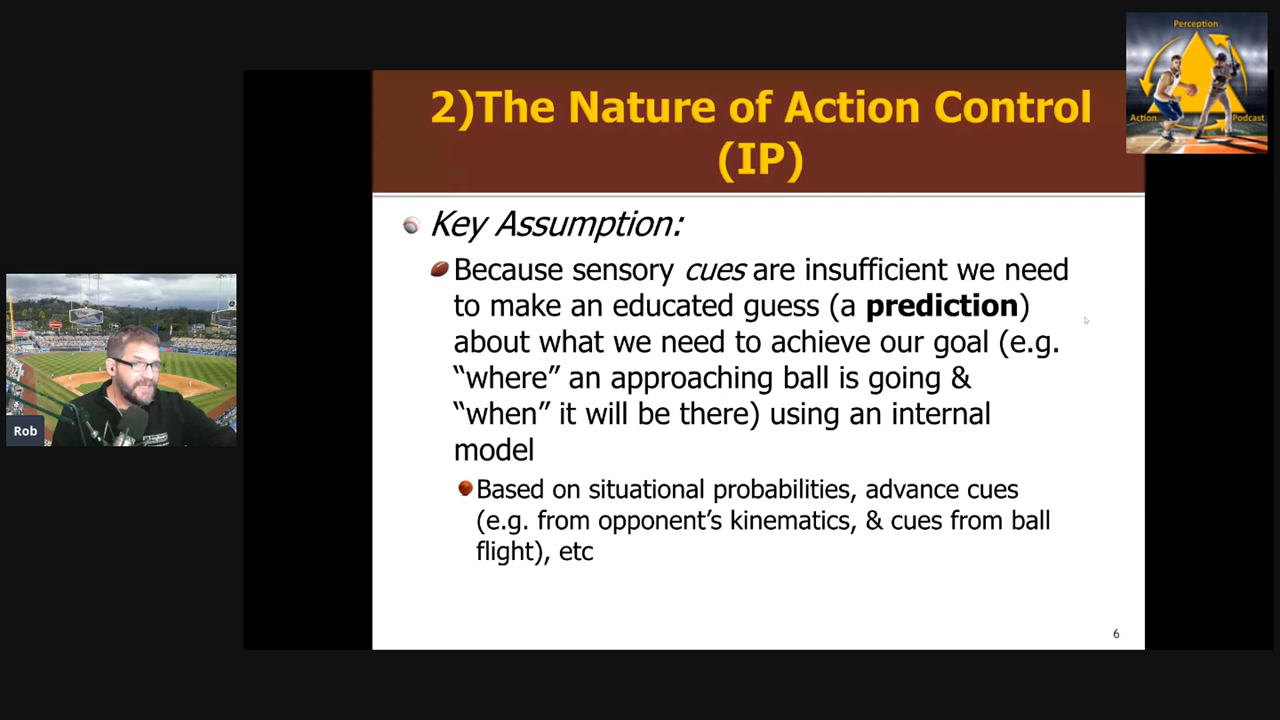 Perception
Action
Podcast
2)The Nature of Action Control
(IP)
Key Assumption:
Because sensory cues are insufficient we need
to make an educated guess (a prediction)
about what we need to achieve our goal (e.g.
“where” an approaching ball is going &
“when” it will be there) using an internal
model
Based on situational probabilities, advance cues
(e.g. from opponent’s kinematics, & cues from ball
flight), etc
6
Rob